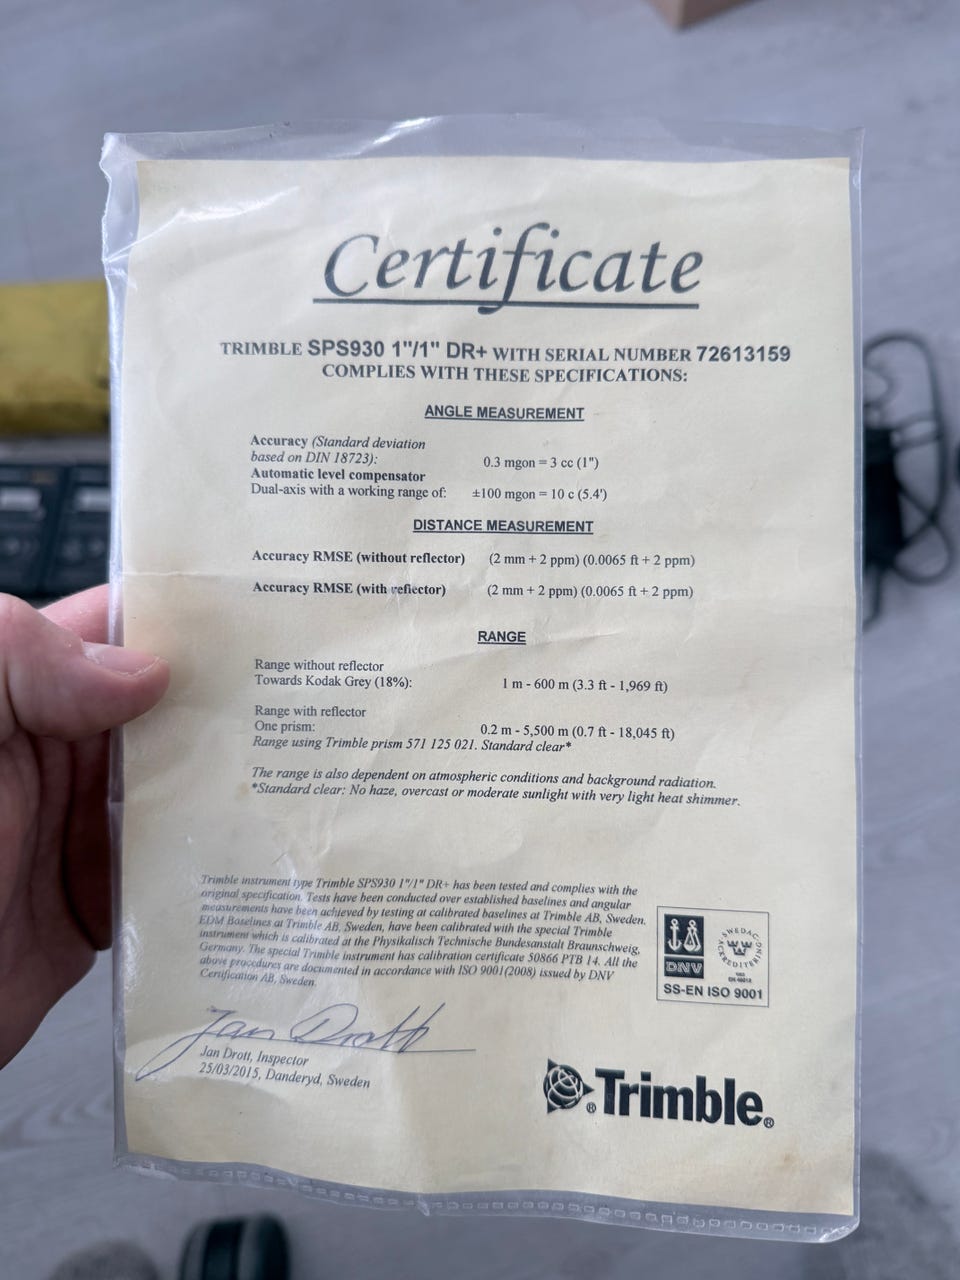 Certificate
TRIMBLE SPS930 1"/1" DR+ WITH SERIAL NUMBER 72613159
COMPLIES WITH THESE SPECIFICATIONS:
ANGLE MEASUREMENT
Accuracy (Standard deviation
based on DIN 18723): 0.3 mgon = 3 cc (1")
Automatic level compensator
Dual-axis with a working range of: ±100 mgon = 10 c (5.4')
DISTANCE MEASUREMENT
Accuracy RMSE (without reflector) (2 mm + 2 ppm) (0.0065 ft + 2 ppm)
Accuracy RMSE (with reflector) (2 mm + 2 ppm) (0.0065 ft + 2 ppm)
RANGE
Range without reflector
Towards Kodak Grey (18%): 1 m - 600 m (3.3 ft - 1,969 ft)
Range with reflector
One prism: 0.2 m - 5,500 m (0.7 ft - 18,045 ft)
Range using Trimble prism 571 125 021. Standard clear*
The range is also dependent on atmospheric conditions and background radiation.
*Standard clear: No haze, overcast or moderate sunlight with very light heat shimmer.
Trimble instrument type Trimble SPS930 1"/1" DR+ has been tested and complies with the
original specification. Tests have been conducted over established baselines and angular
measurements have been achieved by testing at calibrated baselines at Trimble AB, Sweden.
EDM Baselines at Trimble AB, Sweden, have been calibrated with the special Trimble
instrument which is calibrated at the Physikalisch Technische Bundesanstalt Braunschweig,
Germany. The special Trimble instrument has calibration certificate 50866 PTB 14. All the
above procedures are documented in accordance with ISO 9001(2008) issued by DNV
Certification AB, Sweden.
DNV
SWEDAC
ACKREDITERING
SS-EN ISO 9001
Jan Drott
Jan Drott, Inspector
25/03/2015, Danderyd, Sweden
Trimble®